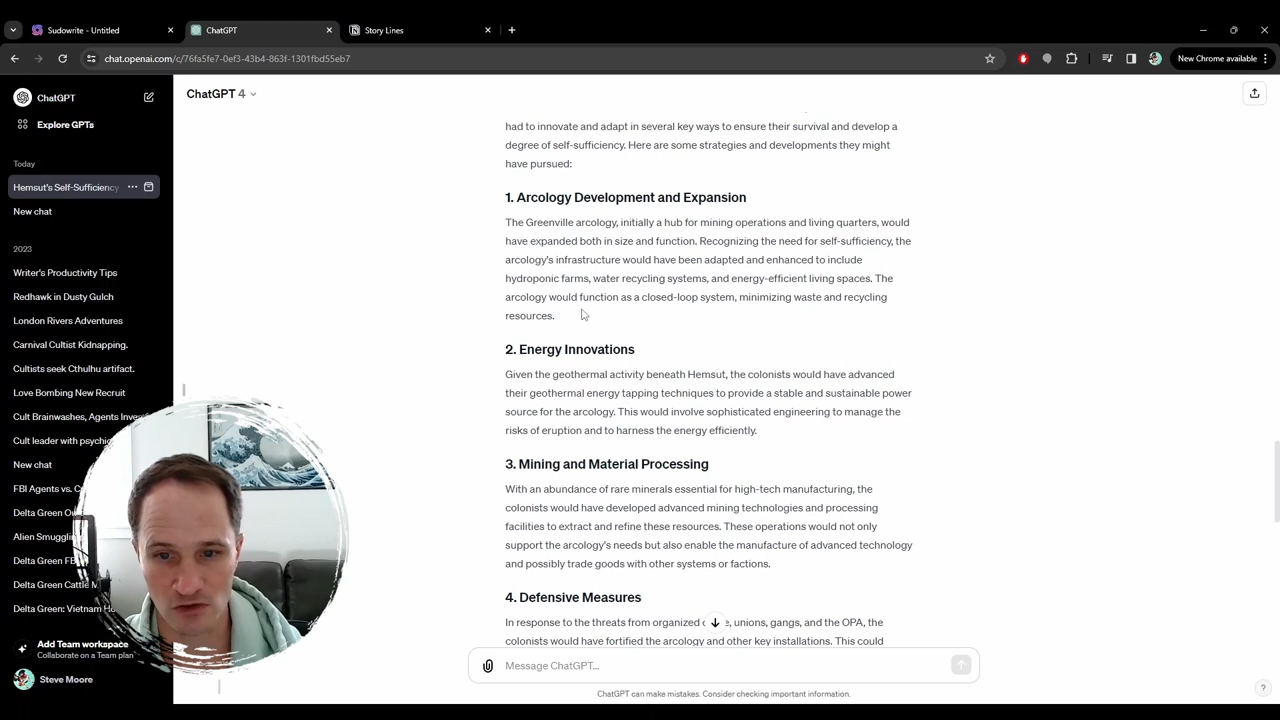 Sudowrite - Untitled
ChatGPT
Story Lines
chat.openai.com/c/76fa5fe7-0ef3-43b4-863f-1301fbd55eb7
New Chrome available
ChatGPT
Explore GPTs
Today
Hemsut's Self-Sufficiency
New chat
2023
Writer's Productivity Tips
Redhawk in Dusty Gulch
London Rivers Adventures
Carnival Cultist Kidnapping.
Cultists seek Cthulhu artifact.
Love Bombing New Recruit
Cult Brainwashes, Agents
Cult leader with
New chat
FBI Agents vs.
Delta Green
Alien
Delta Green
Delta Green Cattle
Delta Green: Vietnam
Add Team workspace
Collaborate on a Team plan
Steve Moore
ChatGPT 4
had to innovate and adapt in several key ways to ensure their survival and develop a
degree of self-sufficiency. Here are some strategies and developments they might
have pursued:
1. Arcology Development and Expansion
The Greenville arcology, initially a hub for mining operations and living quarters, would
have expanded both in size and function. Recognizing the need for self-sufficiency, the
arcology's infrastructure would have been adapted and enhanced to include
hydroponic farms, water recycling systems, and energy-efficient living spaces. The
arcology would function as a closed-loop system, minimizing waste and recycling
resources.
2. Energy Innovations
Given the geothermal activity beneath Hemsut, the colonists would have advanced
their geothermal energy tapping techniques to provide a stable and sustainable power
source for the arcology. This would involve sophisticated engineering to manage the
risks of eruption and to harness the energy efficiently.
3. Mining and Material Processing
With an abundance of rare minerals essential for high-tech manufacturing, the
colonists would have developed advanced mining technologies and processing
facilities to extract and refine these resources. These operations would not only
support the arcology's needs but also enable the manufacture of advanced technology
and possibly trade goods with other systems or factions.
4. Defensive Measures
In response to the threats from organized unions, gangs, and the OPA, the
colonists would have fortified the arcology and other key installations. This could
Message ChatGPT...
ChatGPT can make mistakes. Consider checking important information.
?